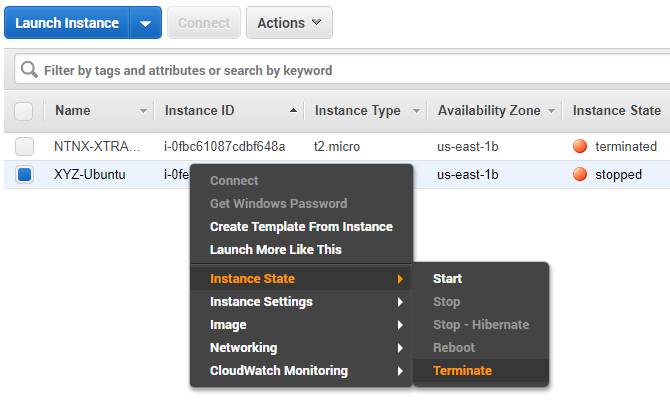 Launch Instance Connect Actions
Filter by tags and attributes or search by keyword
Name Instance ID Instance Type Availability Zone Instance State
NTNX-XTRA... i-0fbc61087cdbf648a t2.micro us-east-1b terminated
XYZ-Ubuntu i-0fe us-east-1b stopped
Connect
Get Windows Password
Create Template From Instance
Launch More Like This
Instance State
Instance Settings
Image
Networking
CloudWatch Monitoring
Start
Stop
Stop - Hibernate
Reboot
Terminate